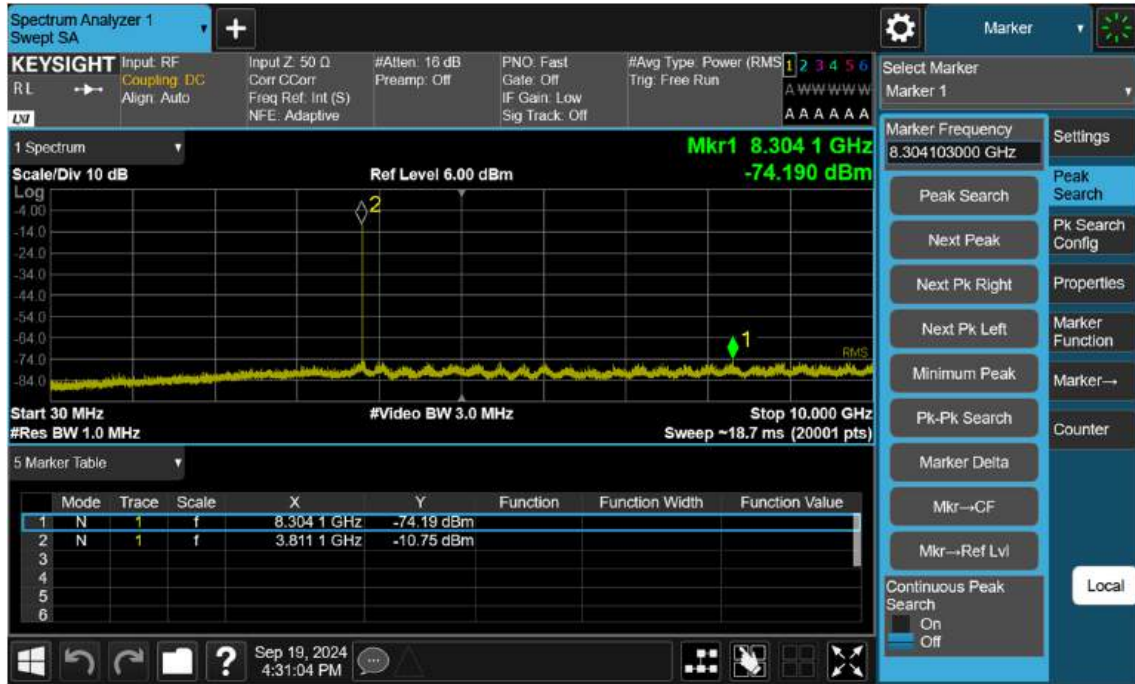 Spectrum Analyzer 1
Swept SA
+
Marker
KEYSIGHT
RL
LXI
Input: RF
Coupling: DC
Align: Auto
Input Z: 50 Ω
Corr CCorr
Freq Ref: Int (S)
NFE: Adaptive
#Atten: 16 dB
Preamp: Off
PNO: Fast
Gate: Off
IF Gain: Low
Sig Track: Off
#Avg Type: Power (RMS
Trig: Free Run
1 2 3 4 5 6
A W W W W W
A A A A A A
Select Marker
Marker 1
1 Spectrum
Scale/Div 10 dB
Ref Level 6.00 dBm
Mkr1 8.304 1 GHz
-74.190 dBm
Log
-4.00
-14.0
-24.0
-34.0
-44.0
-54.0
-64.0
-74.0
-84.0
2
1
RMS
Start 30 MHz
#Video BW 3.0 MHz
Stop 10.000 GHz
#Res BW 1.0 MHz
Sweep ~18.7 ms (20001 pts)
5 Marker Table
Mode Trace Scale X Y Function Function Width Function Value
1 N 1 f 8.304 1 GHz -74.19 dBm
2 N 1 f 3.811 1 GHz -10.75 dBm
3
4
5
6
Marker Frequency
8.304103000 GHz
Peak Search
Next Peak
Next Pk Right
Next Pk Left
Minimum Peak
Pk-Pk Search
Marker Delta
Mkr→CF
Mkr→Ref Lvl
Continuous Peak
Search
On
Off
Settings
Peak
Search
Pk Search
Config
Properties
Marker
Function
Marker→
Counter
Local
?
Sep 19, 2024
4:31:04 PM